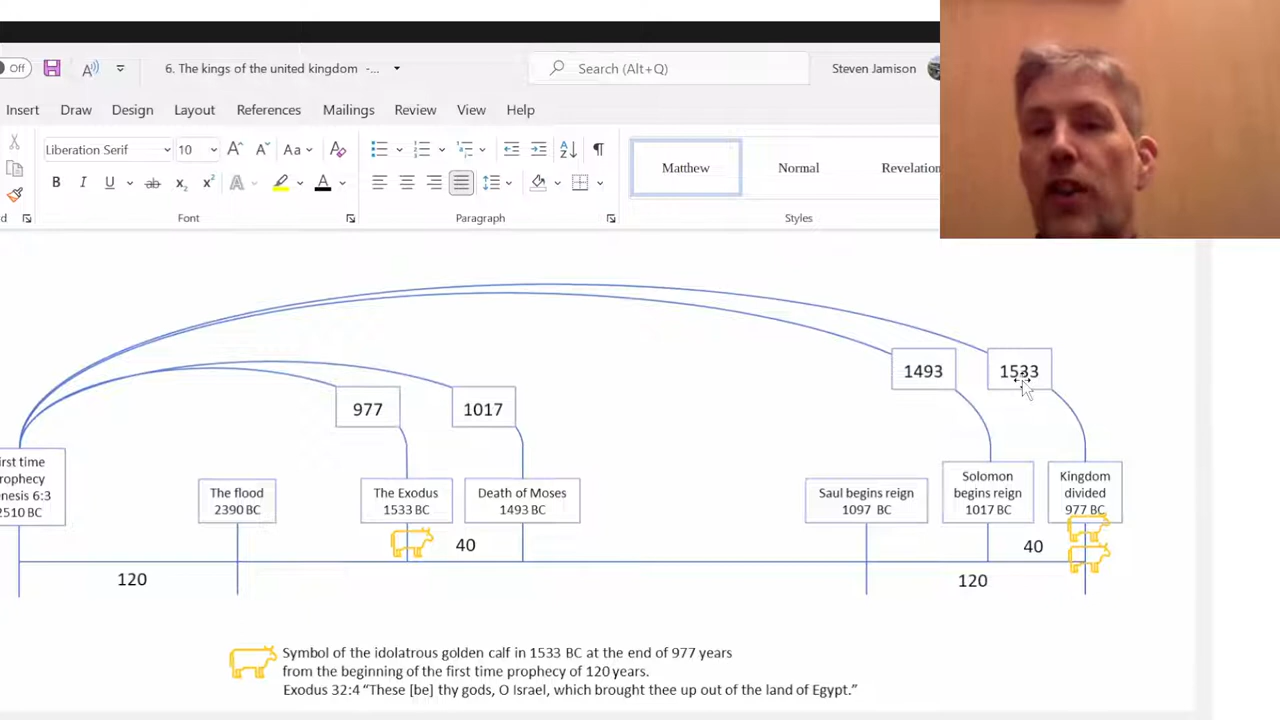 Off
6. The kings of the united kingdom -...
Search (Alt+Q)
Steven Jamison
Insert Draw Design Layout References Mailings Review View Help
Liberation Serif 10 Aa
Matthew Normal Revelation
B I U ab x₂ x² A A
Font Paragraph Styles
1493 1533
977 1017
irst time
rophecy
enesis 6:3
2510 BC
The flood
2390 BC
The Exodus
1533 BC
Death of Moses
1493 BC
Saul begins reign
1097 BC
Solomon
begins reign
1017 BC
Kingdom
divided
977 BC
40 40
120 120
Symbol of the idolatrous golden calf in 1533 BC at the end of 977 years
from the beginning of the first time prophecy of 120 years.
Exodus 32:4 “These [be] thy gods, O Israel, which brought thee up out of the land of Egypt.”